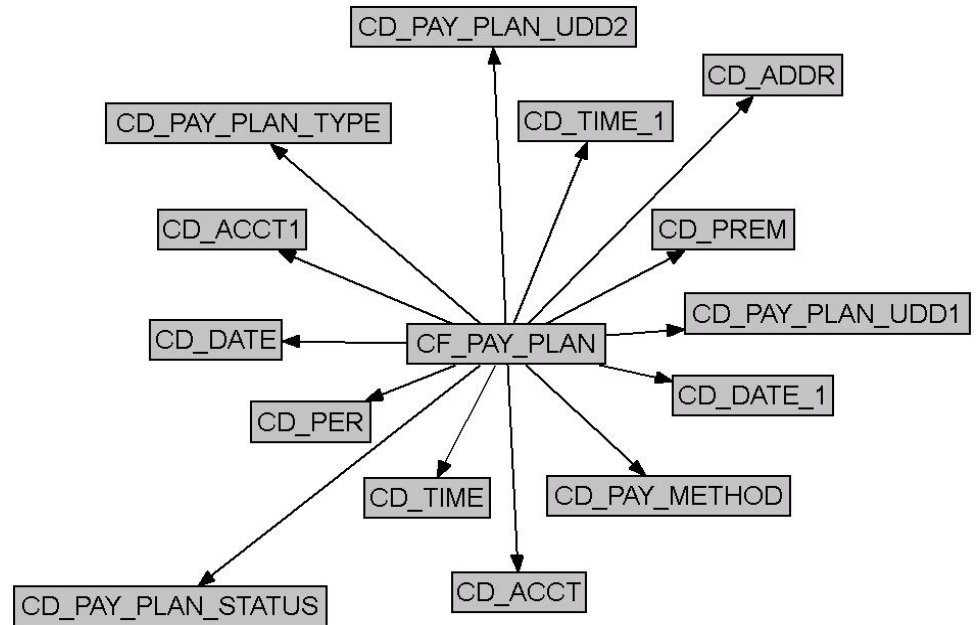 CD_PAY_PLAN_UDD2
CD_ADDR
CD_PAY_PLAN_TYPE
CD_TIME_1
CD_ACCT1
CD_PREM
CD_PAY_PLAN_UDD1
CD_DATE
CF_PAY_PLAN
CD_DATE_1
CD_PER
CD_TIME
CD_PAY_METHOD
CD_ACCT
CD_PAY_PLAN_STATUS